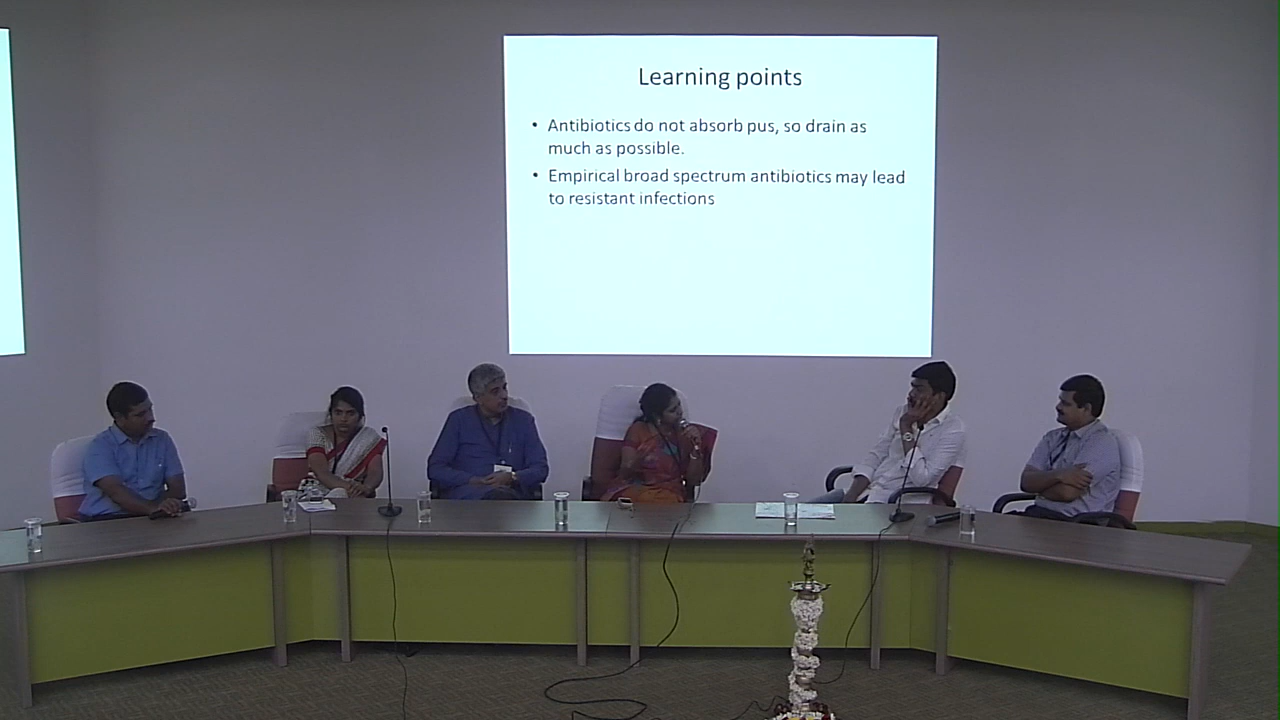 Learning points
• Antibiotics do not absorb pus, so drain as
much as possible.
• Empirical broad spectrum antibiotics may lead
to resistant infections